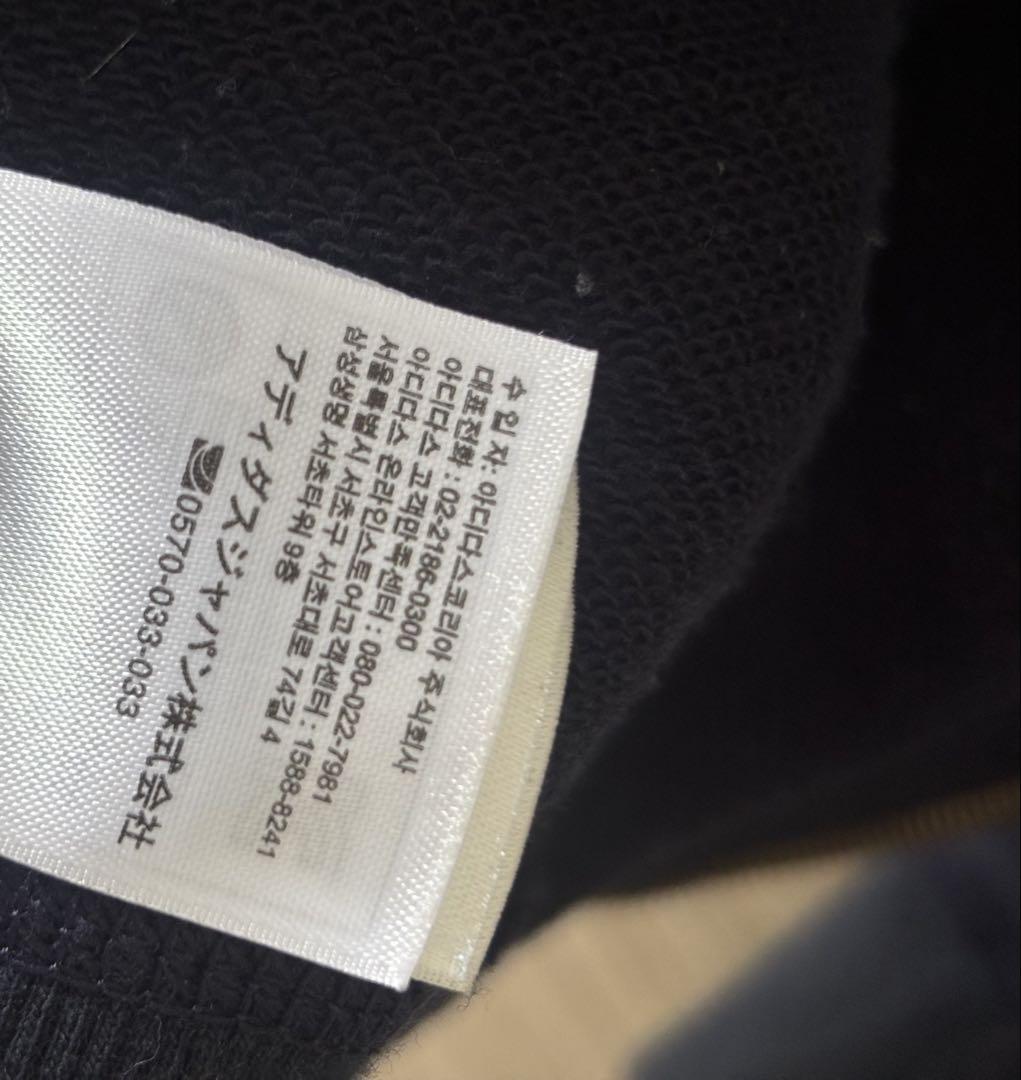 수 입 자: 아디다스코리아 주식회사
대표전화 : 02-2186-0300
아디다스 고객만족센터 : 080-022-7981
아디다스 온라인스토어고객센터 : 1588-8241
서울특별시 서초구 서초대로 74길 4
삼성생명 서초타워 9층
アディダスジャパン株式会社
0570-033-033